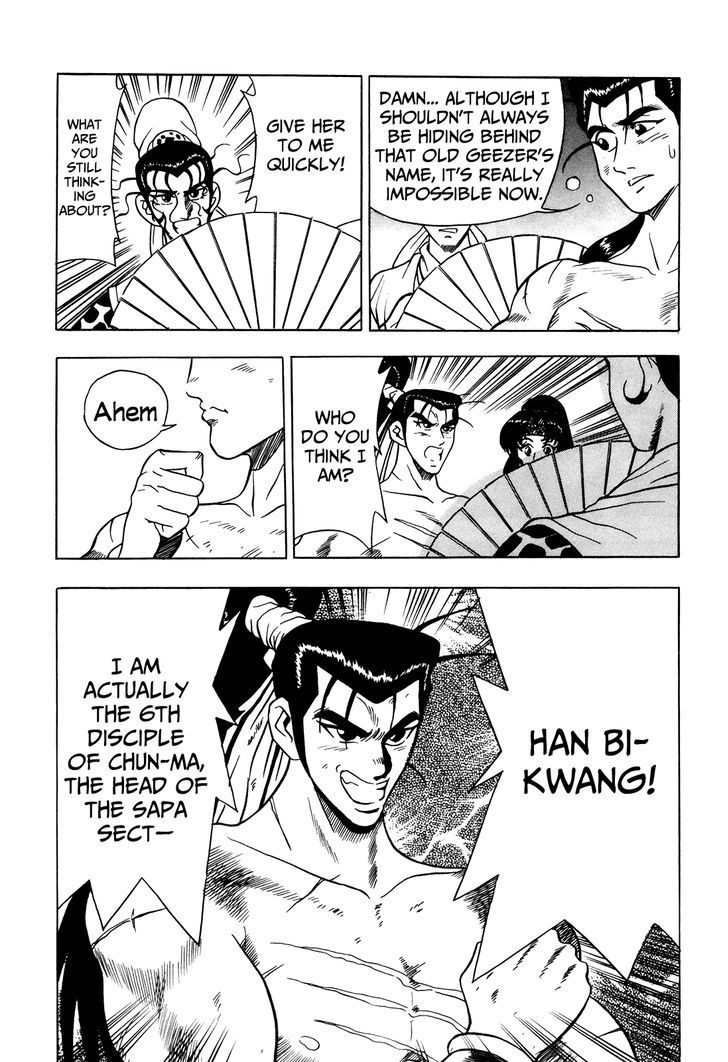 WHAT
ARE
YOU
STILL
THINK-
ING
ABOUT?
GIVE HER
TO ME
QUICKLY!
DAMN... ALTHOUGH I
SHOULDN'T ALWAYS
BE HIDING BEHIND
THAT OLD GEEZER'S
NAME, IT'S REALLY
IMPOSSIBLE NOW.
Ahem
WHO
DO YOU
THINK I
AM?
I AM
ACTUALLY
THE 6TH
DISCIPLE
OF CHUN-MA,
THE HEAD OF
THE SAPA
SECT—
HAN BI-
KWANG!